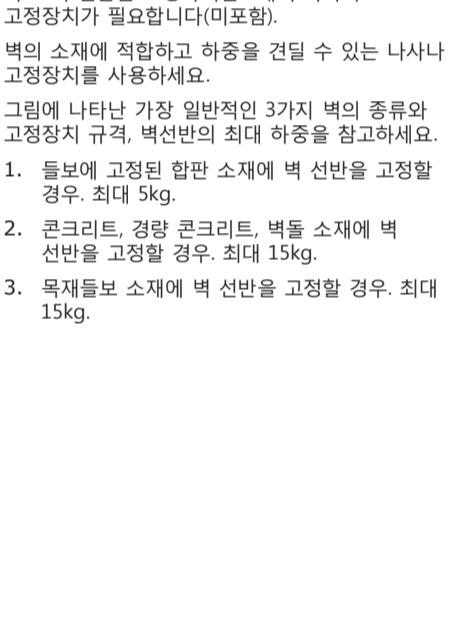 고정장치가 필요합니다(미포함).
벽의 소재에 적합하고 하중을 견딜 수 있는 나사나
고정장치를 사용하세요.
그림에 나타난 가장 일반적인 3가지 벽의 종류와
고정장치 규격, 벽선반의 최대 하중을 참고하세요.
1. 들보에 고정된 합판 소재에 벽 선반을 고정할
경우. 최대 5kg.
2. 콘크리트, 경량 콘크리트, 벽돌 소재에 벽
선반을 고정할 경우. 최대 15kg.
3. 목재들보 소재에 벽 선반을 고정할 경우. 최대
15kg.